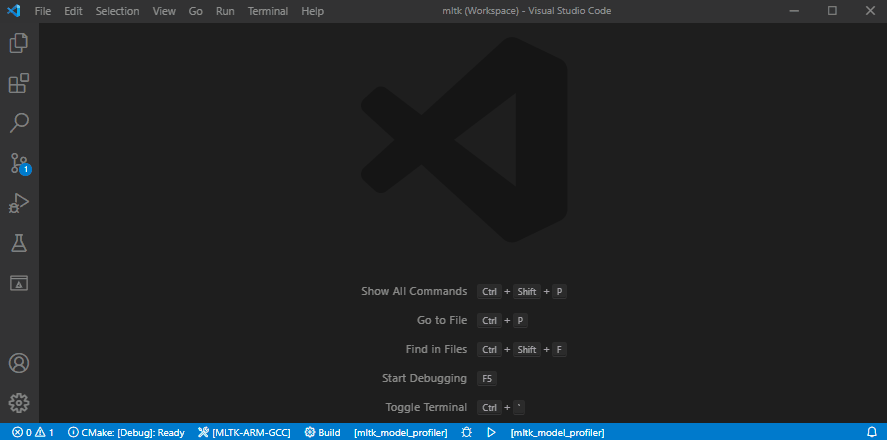 File Edit Selection View Go Run Terminal Help mltk (Workspace) - Visual Studio Code
1
Show All Commands Ctrl + Shift + P
Go to File Ctrl + P
Find in Files Ctrl + Shift + F
Start Debugging F5
Toggle Terminal Ctrl + `
0 1 CMake: [Debug]: Ready [MLTK-ARM-GCC] Build [mltk_model_profiler] [mltk_model_profiler]